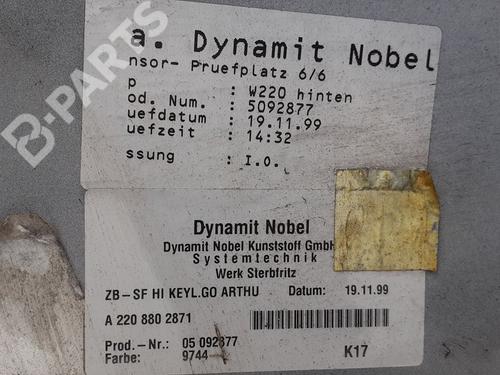 a. Dynamit Nobel
nsor- Pruefplatz 6/6
p : W220 hinten
od. Num. : 5092877
uefdatum : 19.11.99
uefzeit : 14:32
ssung : I.O.
B-PARTS
Dynamit Nobel
Dynamit Nobel Kunststoff GmbH
Systemtechnik
Werk Sterbfritz
ZB-SF HI KEYL.GO ARTHU Datum: 19.11.99
A 220 880 2871
Prod.-Nr.: 05 092877
Farbe: 9744 K17